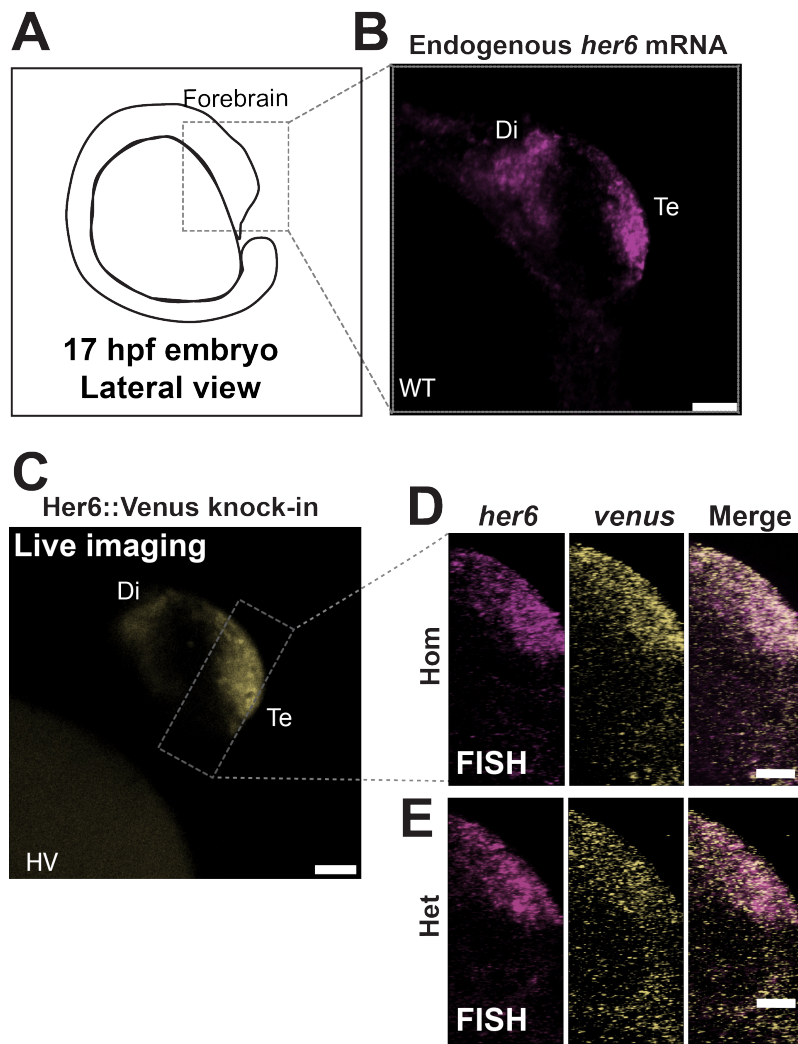 A
Forebrain
17 hpf embryo
Lateral view
B
Endogenous her6 mRNA
Di
Te
WT
C
Her6::Venus knock-in
Live imaging
Di
Te
HV
D
her6 venus Merge
Hom
FISH
E
Het
FISH